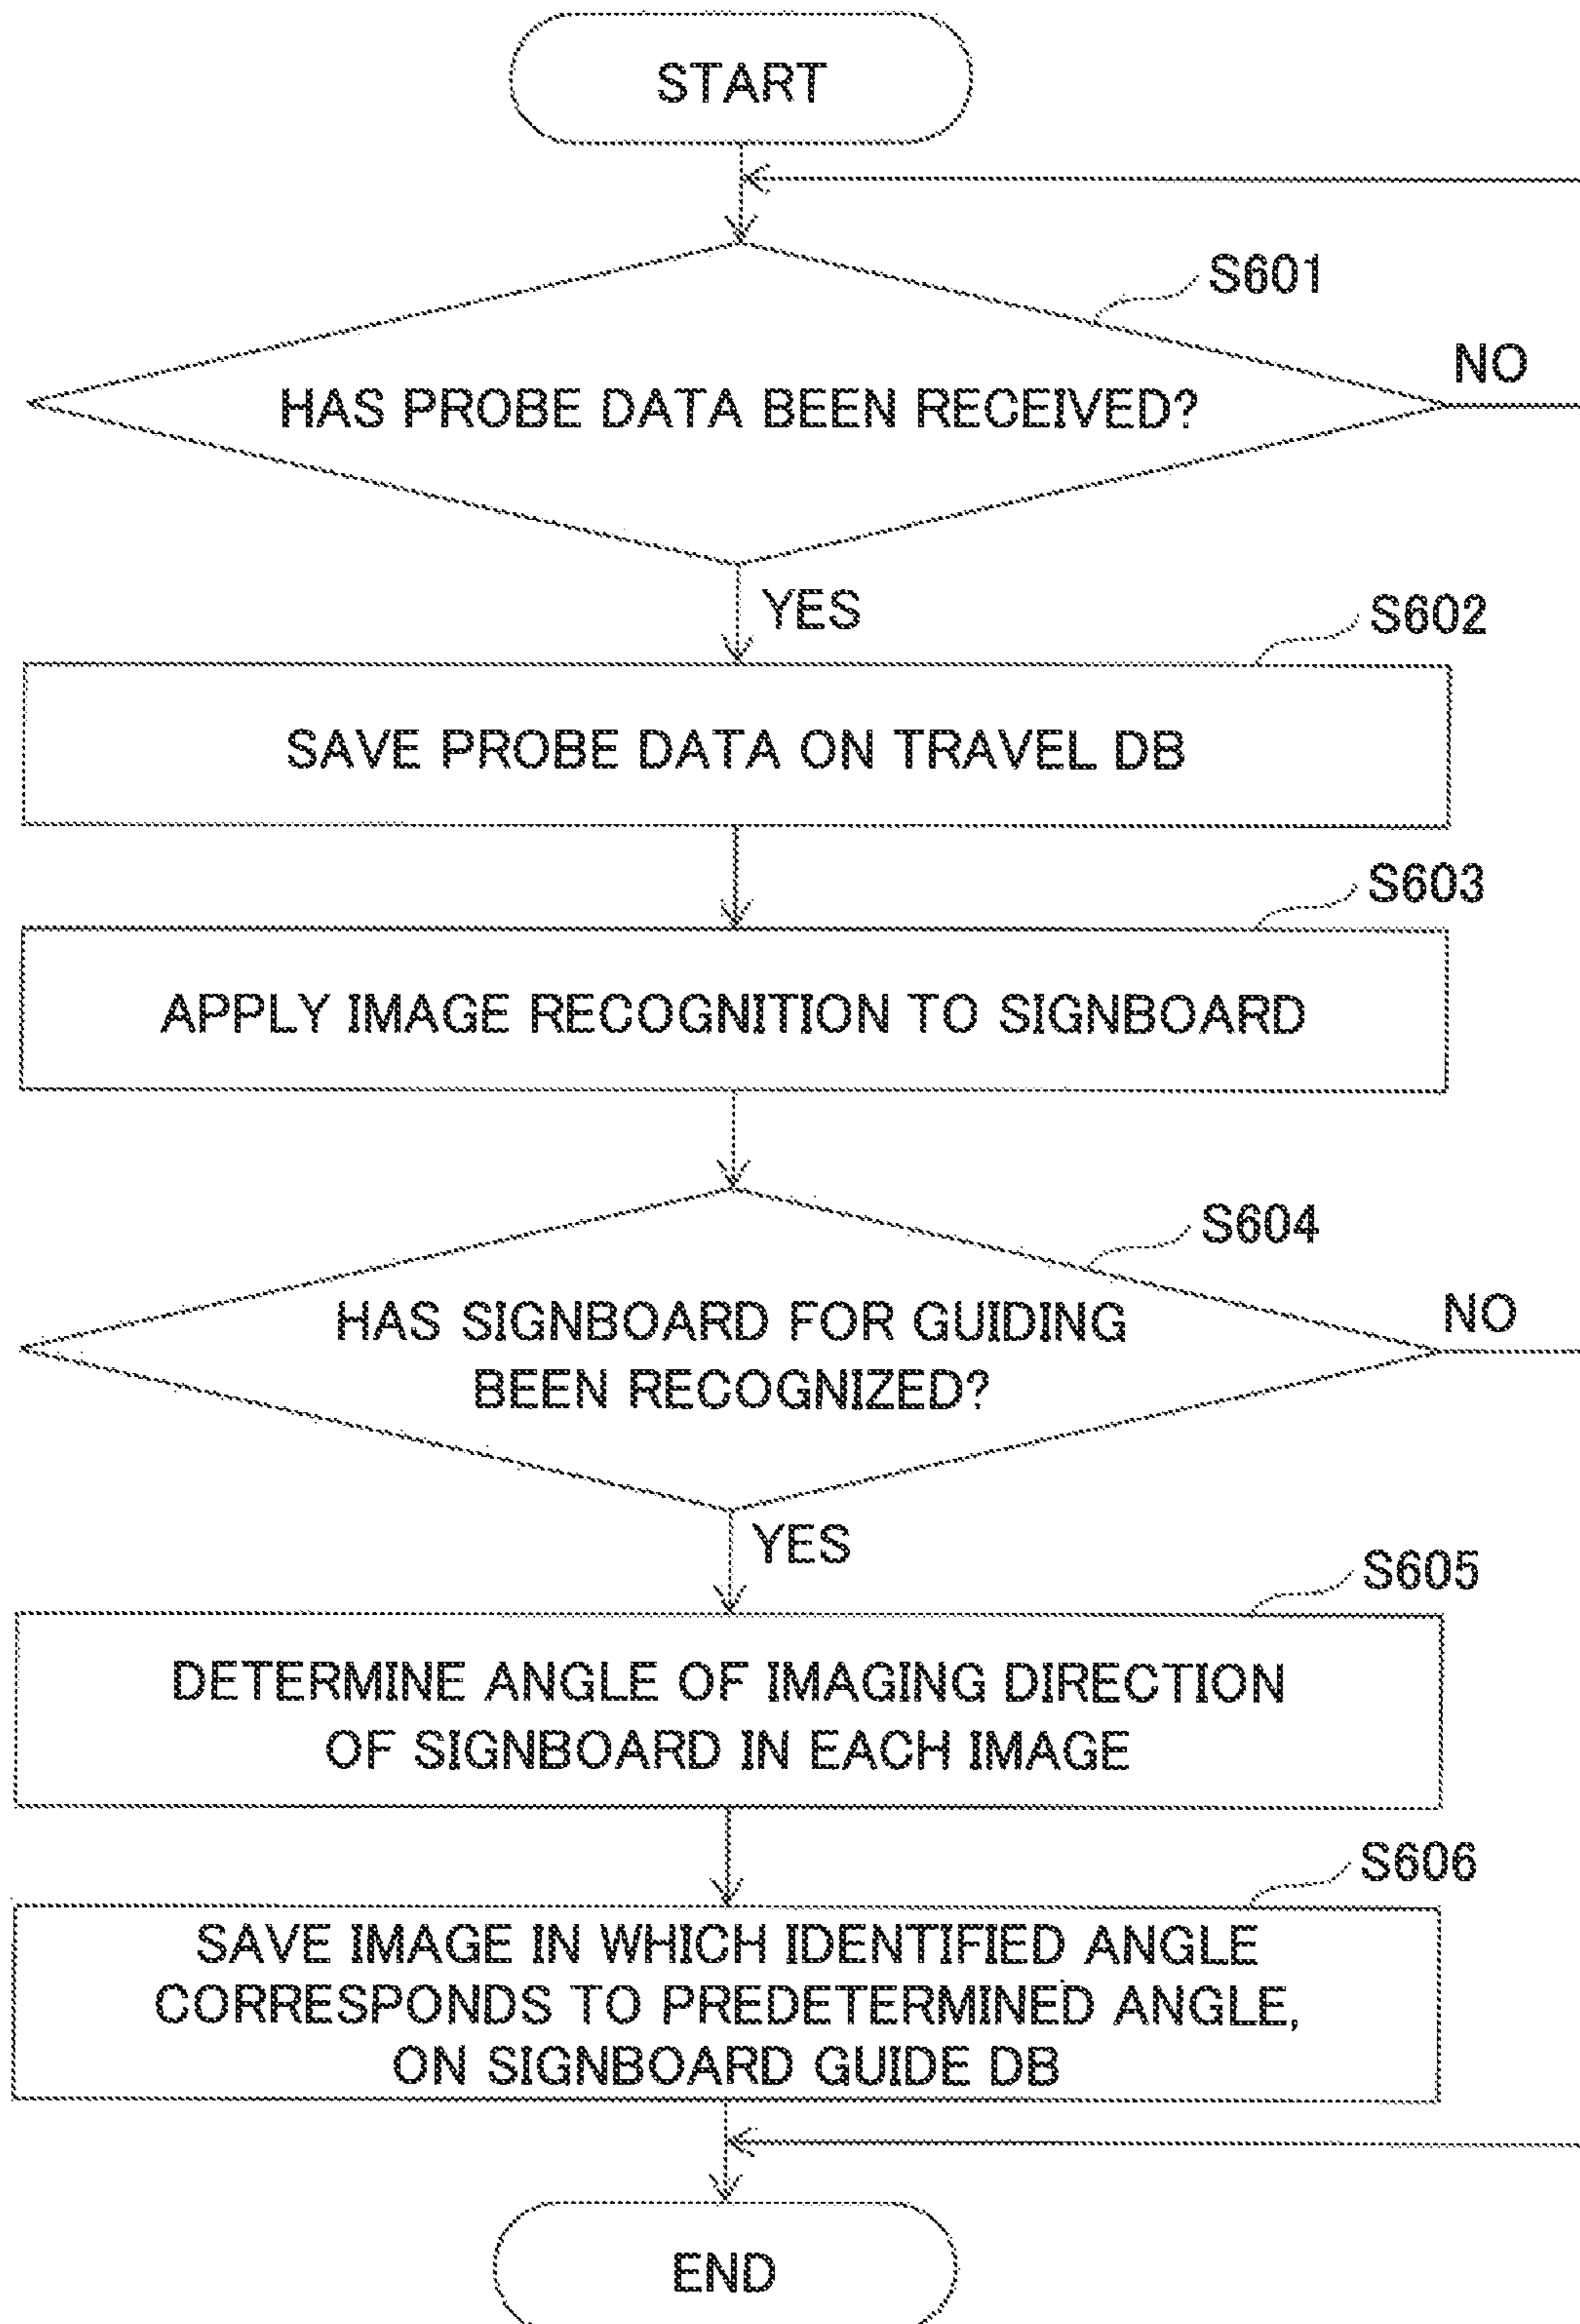 START
S601
NO
HAS PROBE DATA BEEN RECEIVED?
YES
S602
SAVE PROBE DATA ON TRAVEL DB
S603
APPLY IMAGE RECOGNITION TO SIGNBOARD
S604
NO
HAS SIGNBOARD FOR GUIDING
BEEN RECOGNIZED?
YES
S605
DETERMINE ANGLE OF IMAGING DIRECTION
OF SIGNBOARD IN EACH IMAGE
S606
SAVE IMAGE IN WHICH IDENTIFIED ANGLE
CORRESPONDS TO PREDETERMINED ANGLE,
ON SIGNBOARD GUIDE DB
END